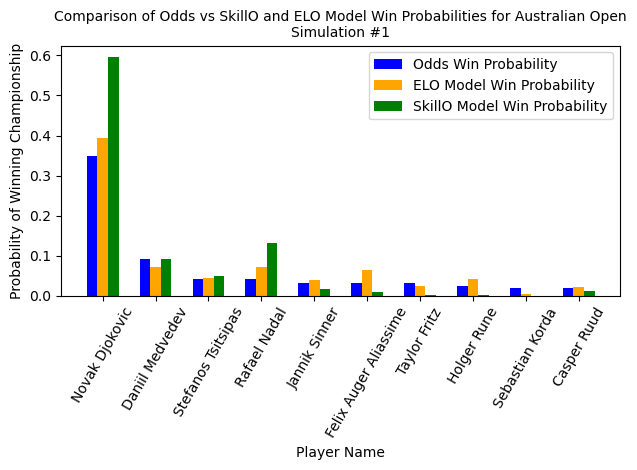 Comparison of Odds vs SkillO and ELO Model Win Probabilities for Australian Open
Simulation #1
Probability of Winning Championship
0.6
0.5
0.4
0.3
0.2
0.1
0.0
Odds Win Probability
ELO Model Win Probability
SkillO Model Win Probability
Novak Djokovic
Daniil Medvedev
Stefanos Tsitsipas
Rafael Nadal
Jannik Sinner
Felix Auger Aliassime
Taylor Fritz
Holger Rune
Sebastian Korda
Casper Ruud
Player Name